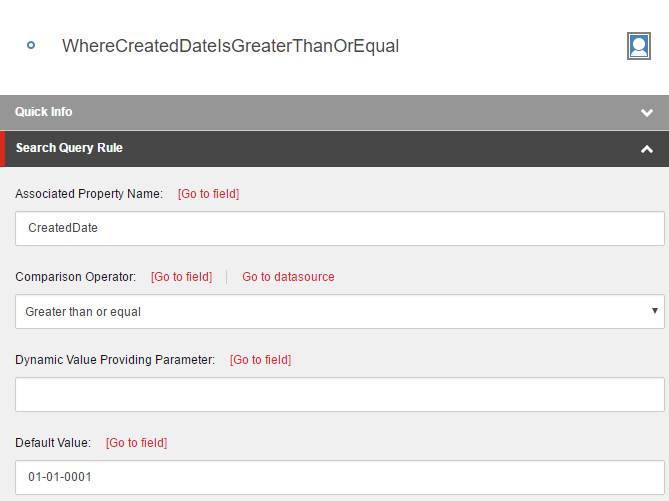 WhereCreatedDateIsGreaterThanOrEqual
Quick Info
Search Query Rule
Associated Property Name: [Go to field]
CreatedDate
Comparison Operator: [Go to field] Go to datasource
Greater than or equal
Dynamic Value Providing Parameter: [Go to field]
Default Value: [Go to field]
01-01-0001